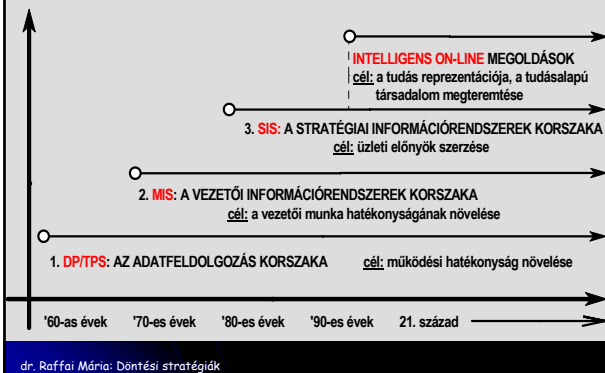 INTELLIGENS ON-LINE MEGOLDÁSOK
cél: a tudás reprezentációja, a tudásalapú
társadalom megteremtése
3. SIS: A STRATÉGIAI INFORMÁCIÓRENDSZEREK KORSZAKA
cél: üzleti előnyök szerzése
2. MIS: A VEZETŐI INFORMÁCIÓRENDSZEREK KORSZAKA
cél: a vezetői munka hatékonyságának növelése
1. DP/TPS: AZ ADATFELDOLGOZÁS KORSZAKA cél: működési hatékonyság növelése
'60-as évek '70-es évek '80-es évek '90-es évek 21. század
dr. Raffai Mária: Döntési stratégiák